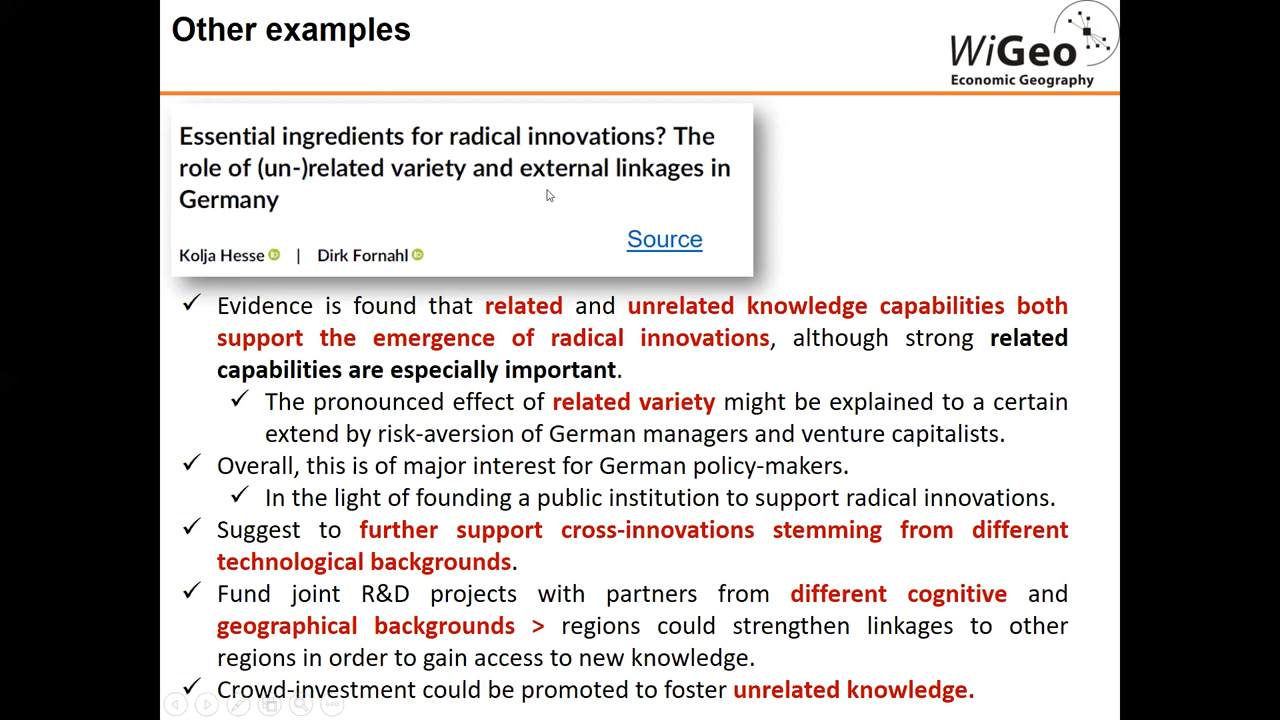 Other examples
WiGeo
Economic Geography
Essential ingredients for radical innovations? The
role of (un-)related variety and external linkages in
Germany
Source
Kolja Hesse | Dirk Fornahl
✓ Evidence is found that related and unrelated knowledge capabilities both
support the emergence of radical innovations, although strong related
capabilities are especially important.
✓ The pronounced effect of related variety might be explained to a certain
extend by risk-aversion of German managers and venture capitalists.
✓ Overall, this is of major interest for German policy-makers.
✓ In the light of founding a public institution to support radical innovations.
✓ Suggest to further support cross-innovations stemming from different
technological backgrounds.
✓ Fund joint R&D projects with partners from different cognitive and
geographical backgrounds > regions could strengthen linkages to other
regions in order to gain access to new knowledge.
✓ Crowd-investment could be promoted to foster unrelated knowledge.